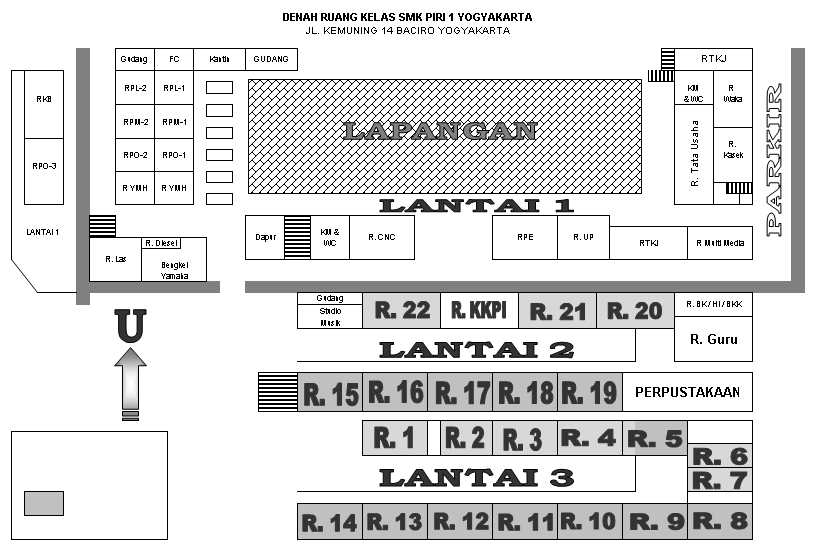 DENAH RUANG KELAS SMK PIRI 1 YOGYAKARTA
JL. KEMUNING 14 BACIRO YOGYAKARTA
Gudang FC Kantin GUDANG
RTKJ
RKB
RPL-2 RPL-1
KM & WC
R. Waka
RPM-2 RPM-1
LAPANGAN
PARKIR
R. Tata Usaha
R. Kasek
RPO-3
RPO-2 RPO-1
R YMH R YMH
LANTAI 1
LANTAI 1
R. Las
R. Diesel
Bengkel Yamaha
Dapur
KM & WC
R. CNC
RPE
R. UP
RTKJ
R Multi Media
U
Gudang
Studio Musik
R. 22 R. KKPI R. 21 R. 20
R. BK / HI / BKK
R. Guru
LANTAI 2
R. 15 R. 16 R. 17 R. 18 R. 19 PERPUSTAKAAN
R. 1 R. 2 R. 3 R. 4 R. 5
R. 6
R. 7
LANTAI 3
R. 14 R. 13 R. 12 R. 11 R. 10 R. 9 R. 8